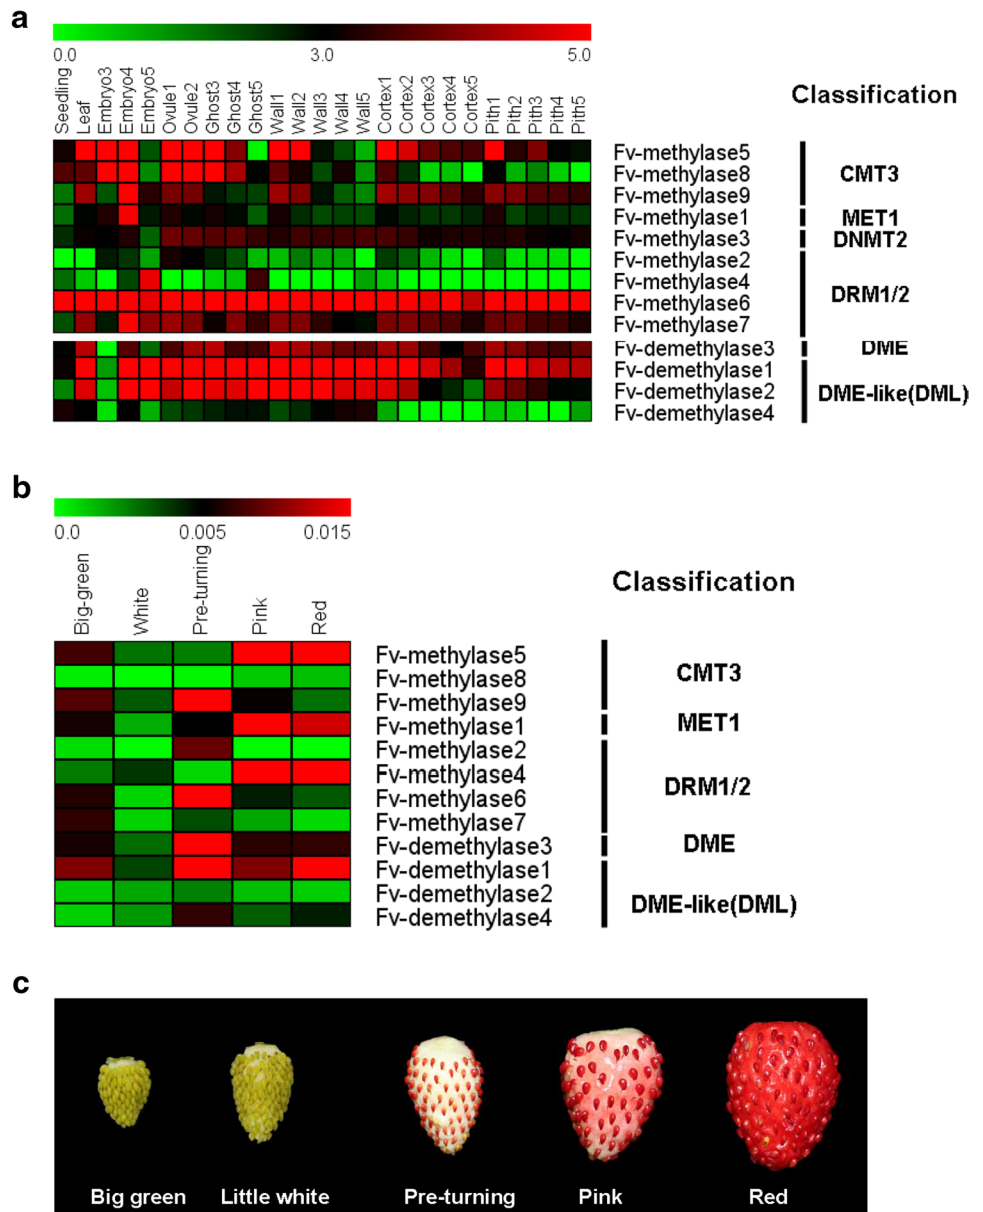 a
0.0 3.0 5.0
Seedling Leaf Embryo3 Embryo4 Embryo5 Ovule1 Ovule2 Ghost3 Ghost4 Ghost5 Wall1 Wall2 Wall3 Wall4 Wall5 Cortex1 Cortex2 Cortex3 Cortex4 Cortex5 Pith1 Pith2 Pith3 Pith4 Pith5
Classification
Fv-methylase5
Fv-methylase8 CMT3
Fv-methylase9
Fv-methylase1 MET1
Fv-methylase3 DNMT2
Fv-methylase2
Fv-methylase4
Fv-methylase6 DRM1/2
Fv-methylase7
Fv-demethylase3 DME
Fv-demethylase1
Fv-demethylase2 DME-like(DML)
Fv-demethylase4
b
0.0 0.005 0.015
Big-green White Pre-turning Pink Red
Classification
Fv-methylase5
Fv-methylase8 CMT3
Fv-methylase9
Fv-methylase1 MET1
Fv-methylase2
Fv-methylase4 DRM1/2
Fv-methylase6
Fv-methylase7
Fv-demethylase3 DME
Fv-demethylase1
Fv-demethylase2 DME-like(DML)
Fv-demethylase4
c
Big green Little white Pre-turning Pink Red